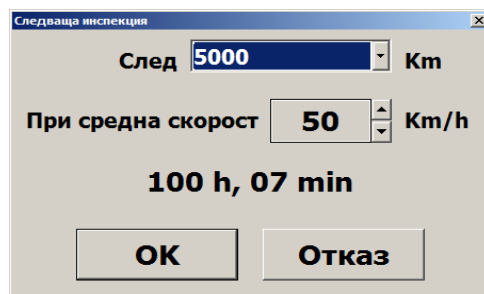 Следваща инспекция
След 5000 Km
При средна скорост 50 Km/h
100 h, 07 min
OK Отказ